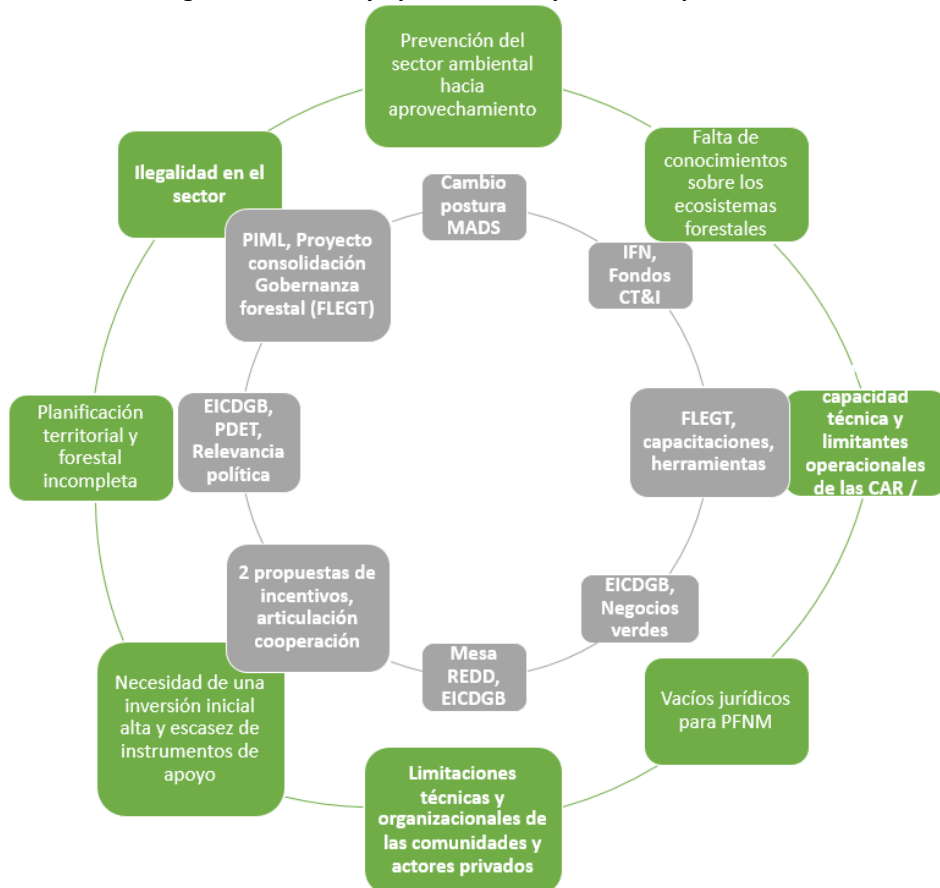 Prevención del
sector ambiental
hacia
aprovechamiento
Falta de
conocimientos
sobre los
ecosistemas
forestales
capacidad
técnica y
limitantes
operacionales
de las CAR /
Vacíos jurídicos
para PFNM
Limitaciones
técnicas y
organizacionales de
las comunidades y
actores privados
Necesidad de una
inversión inicial
alta y escasez de
instrumentos de
apoyo
Planificación
territorial y
forestal
incompleta
Ilegalidad en el
sector
Cambio
postura
MADS
IFN,
Fondos
CT&I
FLEGT,
capacitaciones,
herramientas
EICDGB,
Negocios
verdes
Mesa
REDD,
EICDGB
2 propuestas de
incentivos,
articulación
cooperación
EICDGB,
PDET,
Relevancia
política
PIML, Proyecto
consolidación
Gobernanza
forestal (FLEGT)